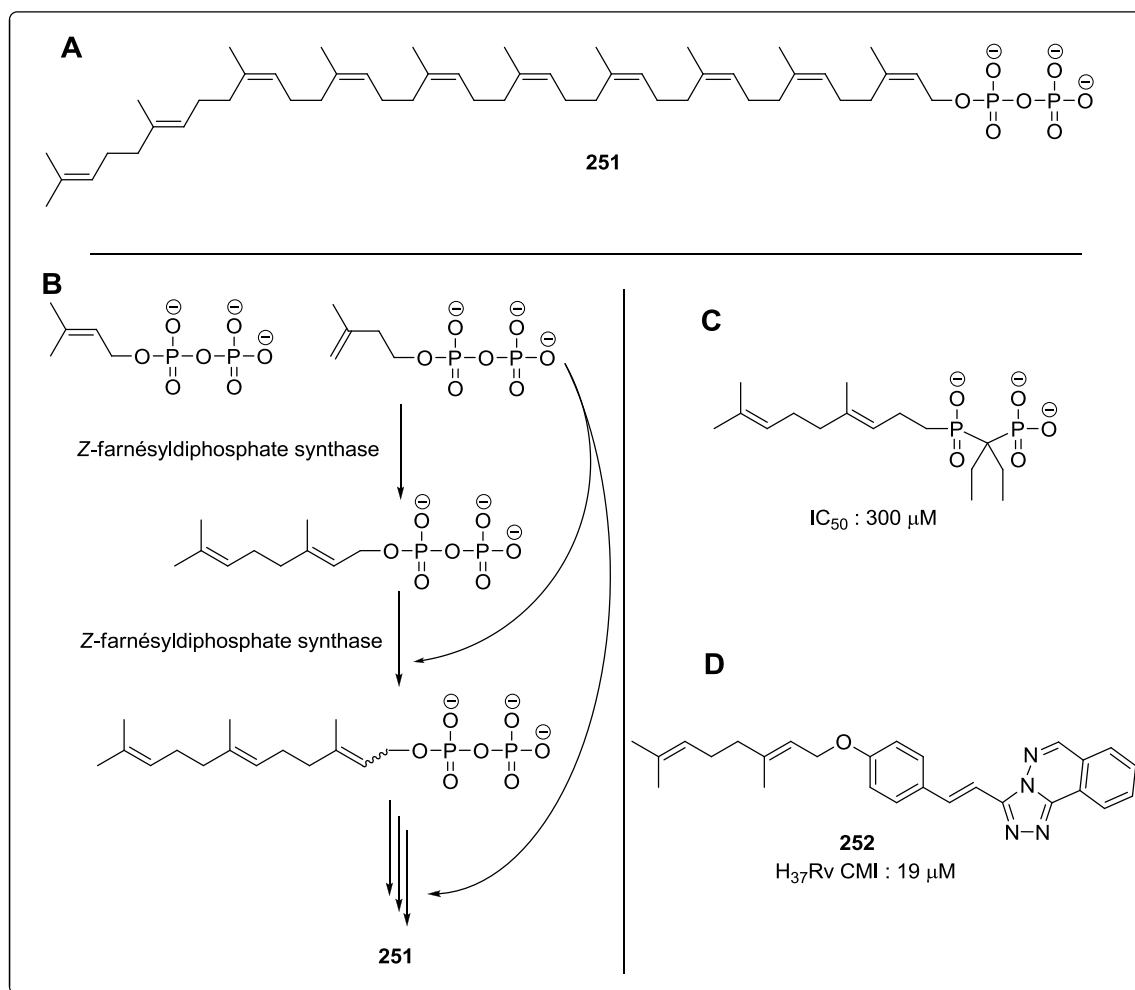 A
O O
O P O P O
O O
251
B
O O
O P O P O
O O
O O
O P O P O
O O
Z-farnésyldiphosphate synthase
O O
O P O P O
O O
Z-farnésyldiphosphate synthase
O O
O P O P O
O O
251
C
O O
P P O
O O
IC50 : 300 μM
D
O
N
N
N N
252
H37Rv CMI : 19 μM